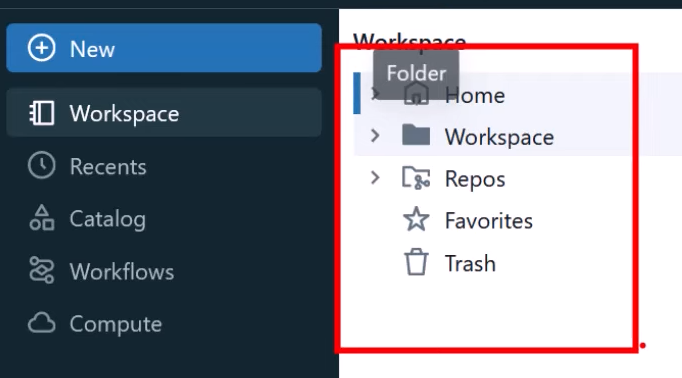 New
Workspace
Recents
Catalog
Workflows
Compute
Workspace
Folder
Home
Workspace
Repos
Favorites
Trash